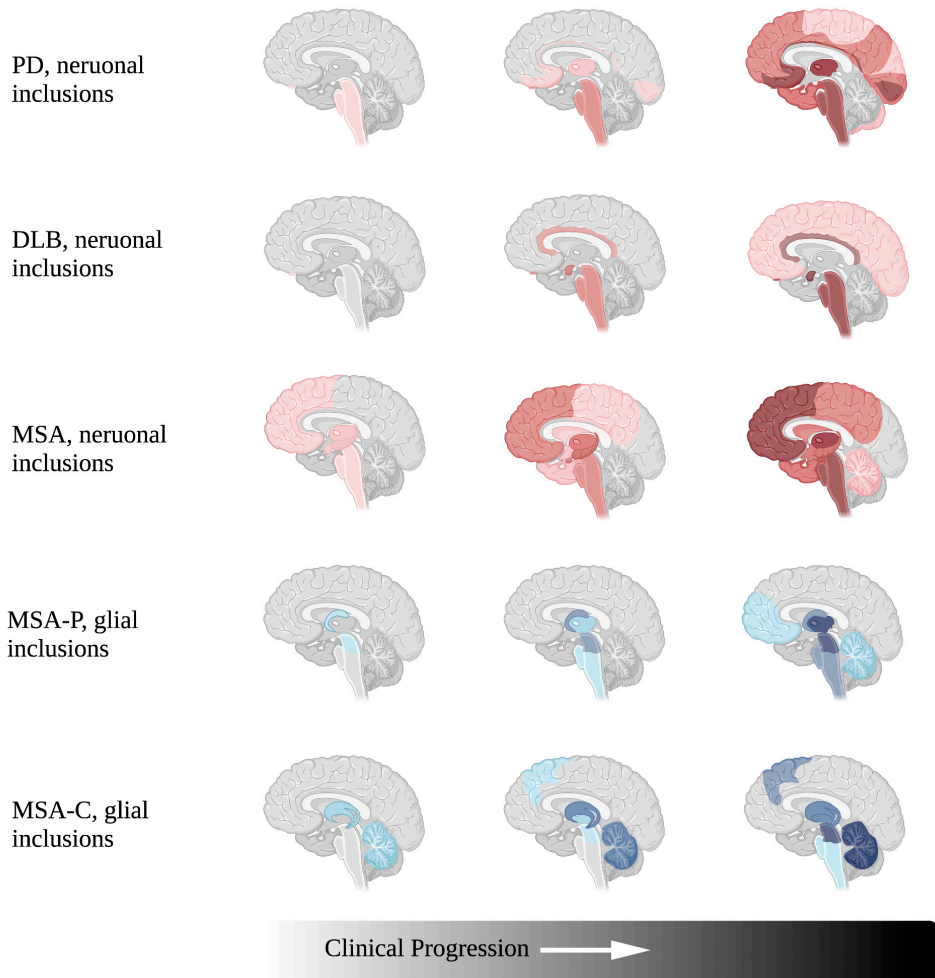 PD, neruonal
inclusions
DLB, neruonal
inclusions
MSA, neruonal
inclusions
MSA-P, glial
inclusions
MSA-C, glial
inclusions
Clinical Progression